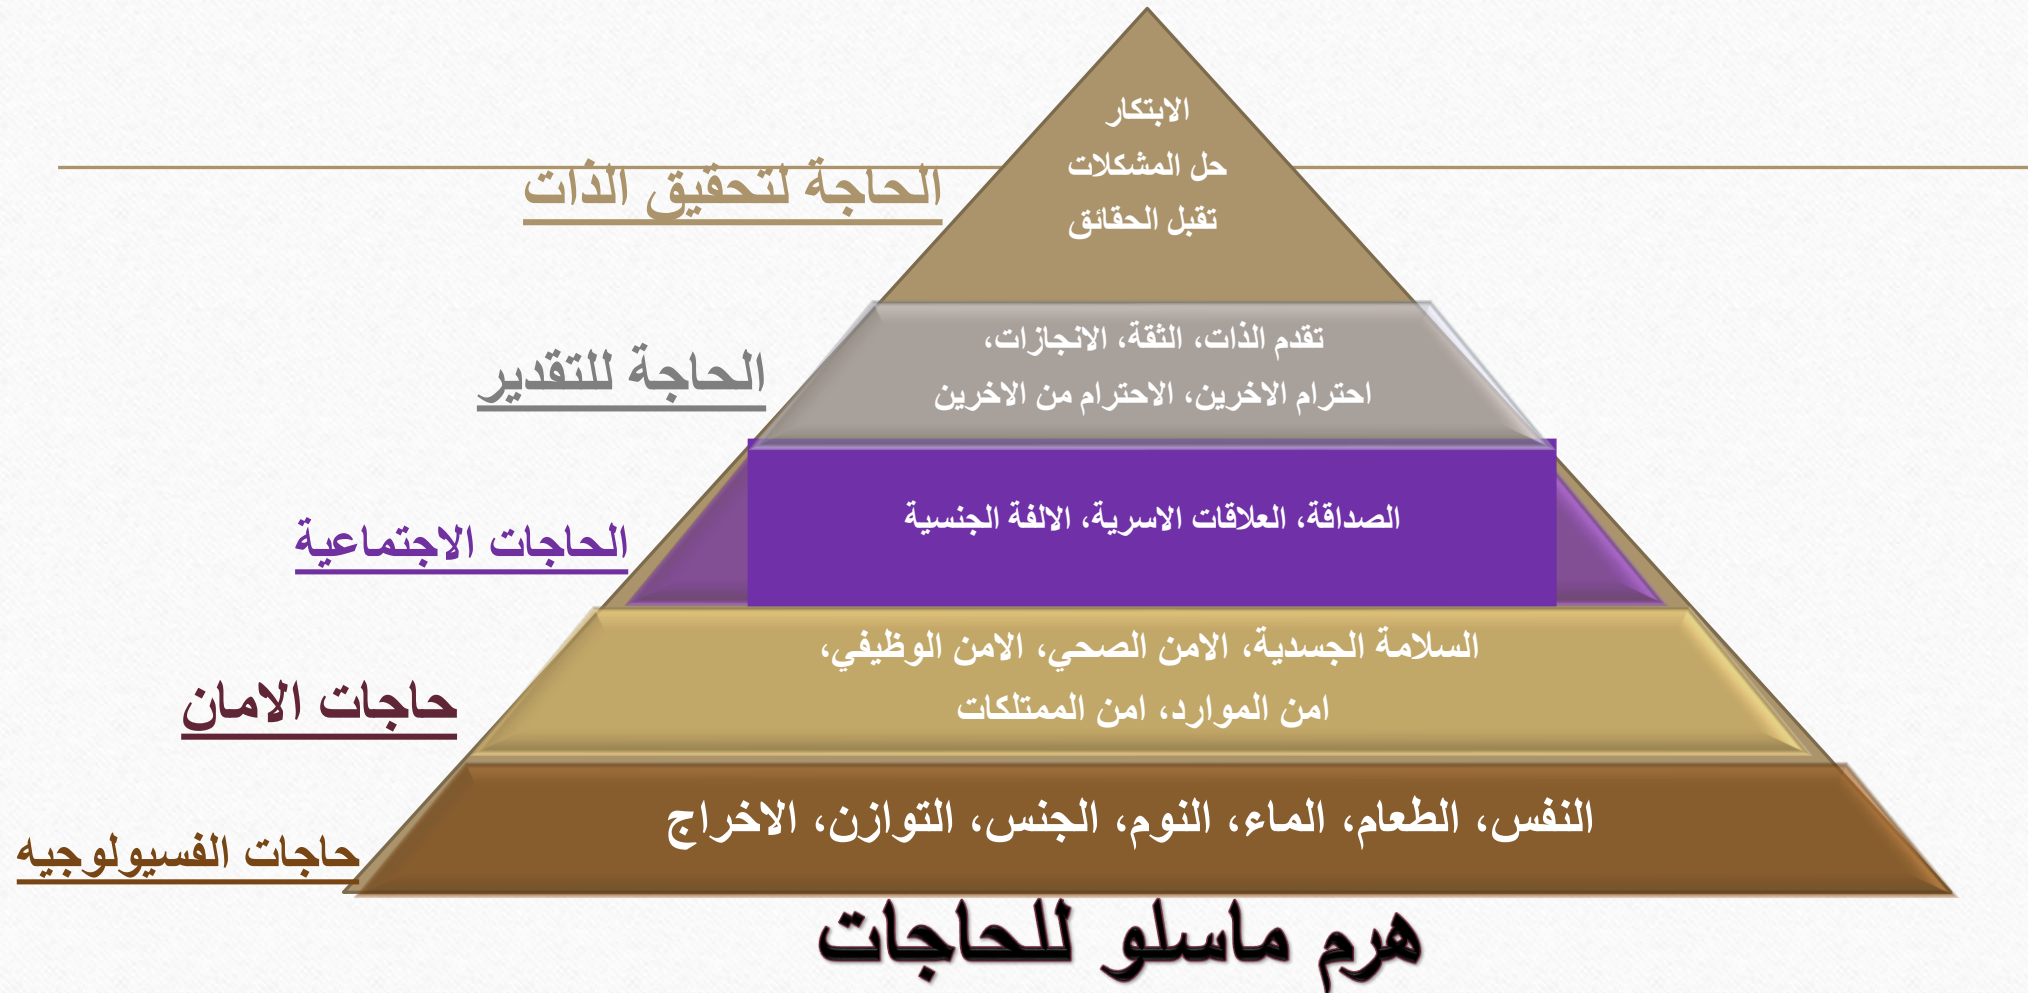 الابتكار
حل المشكلات
تقبل الحقائق
الحاجة لتحقيق الذات
تقدم الذات، الثقة، الانجازات،
احترام الاخرين، الاحترام من الاخرين
الحاجة للتقدير
الصداقة، العلاقات الاسرية، الالفة الجنسية
الحاجات الاجتماعية
السلامة الجسدية، الامن الصحي، الامن الوظيفي،
امن الموارد، امن الممتلكات
حاجات الامان
النفس، الطعام، الماء، النوم، الجنس، التوازن، الاخراج
حاجات الفسيولوجيه
هرم ماسلو للحاجات